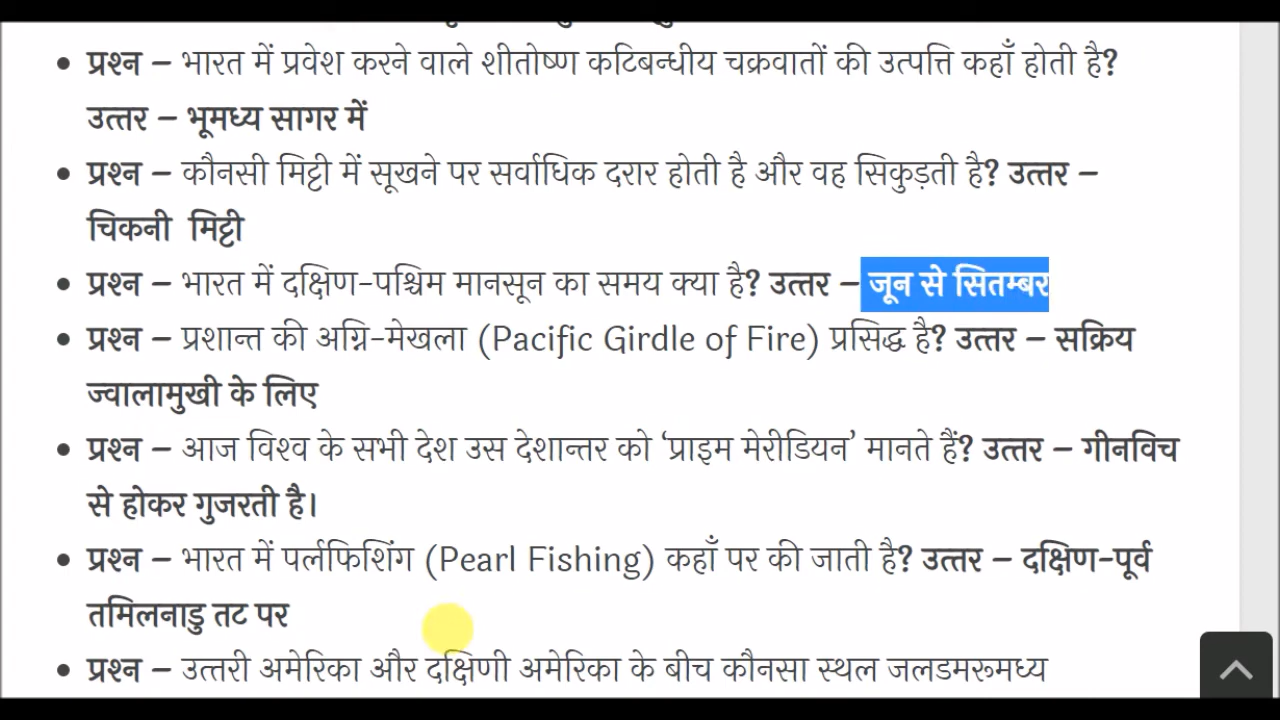 प्रश्न – भारत में प्रवेश करने वाले शीतोष्ण कटिबन्धीय चक्रवातों की उत्पत्ति कहाँ होती है?
उत्तर – भूमध्य सागर में
प्रश्न – कौनसी मिट्टी में सूखने पर सर्वाधिक दरार होती है और वह सिकुड़ती है? उत्तर –
चिकनी मिट्टी
प्रश्न – भारत में दक्षिण-पश्चिम मानसून का समय क्या है? उत्तर – जून से सितम्बर
प्रश्न – प्रशान्त की अग्नि-मेखला (Pacific Girdle of Fire) प्रसिद्ध है? उत्तर – सक्रिय
ज्वालामुखी के लिए
प्रश्न – आज विश्व के सभी देश उस देशान्तर को ‘प्राइम मेरीडियन’ मानते हैं? उत्तर – गीनविच
से होकर गुजरती है।
प्रश्न – भारत में पर्लफिशिंग (Pearl Fishing) कहाँ पर की जाती है? उत्तर – दक्षिण-पूर्व
तमिलनाडु तट पर
प्रश्न – उत्तरी अमेरिका और दक्षिणी अमेरिका के बीच कौनसा स्थल जलडमरूमध्य